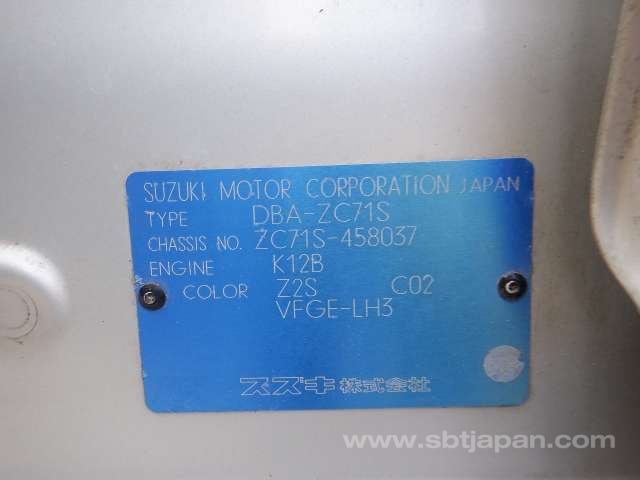 SUZUKI MOTOR CORPORATION JAPAN
TYPE DBA-ZC71S
CHASSIS NO. ZC71S-458037
ENGINE K12B
COLOR Z2S C02
VFGE-LH3
スズキ株式会社
www.sbtjapan.com